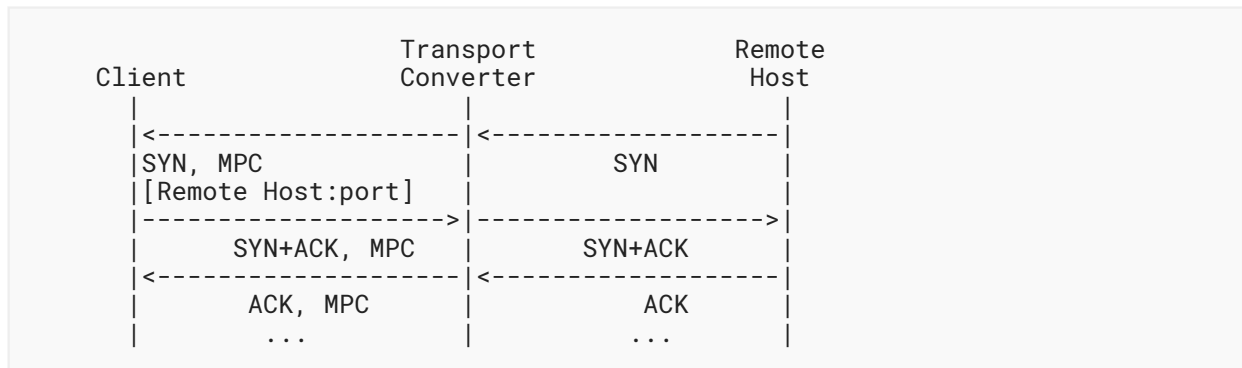 Transport             Remote
Client              Converter              Host
  |                     |                    |
  |<--------------------|<-------------------|
  |SYN, MPC             |         SYN        |
  |[Remote Host:port]   |                    |
  |-------------------->|------------------->|
  |      SYN+ACK, MPC   |       SYN+ACK      |
  |<--------------------|<-------------------|
  |       ACK, MPC      |           ACK      |
  |        ...          |          ...       |